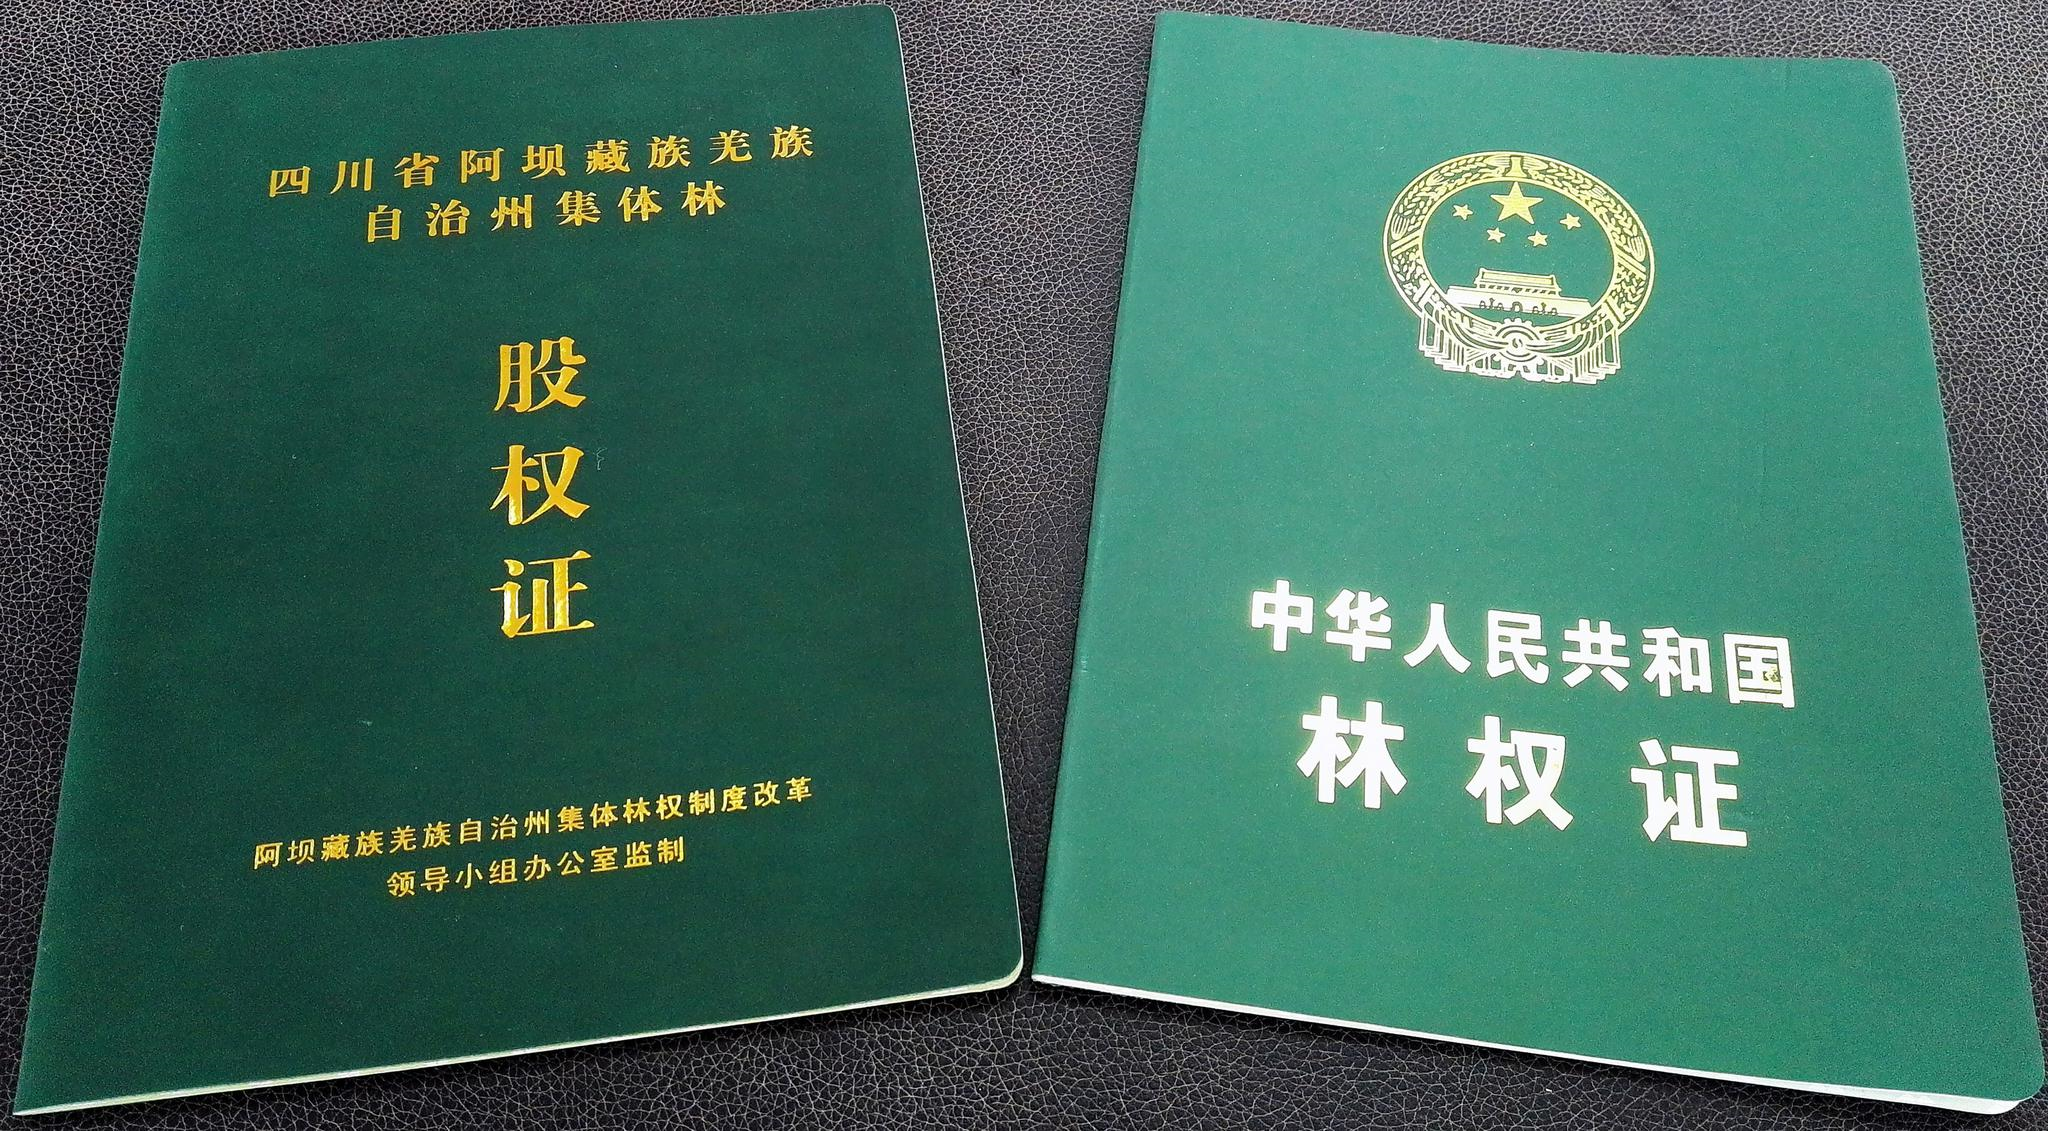 四川省阿坝藏族羌族
自治州集体林
股
权
证
阿坝藏族羌族自治州集体林权制度改革
领导小组办公室监制
中华人民共和国
林权证